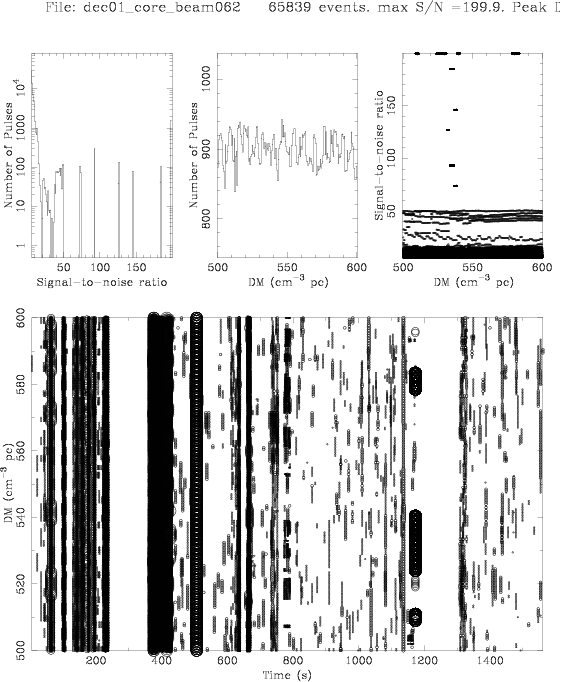 File: dec01_core_beam062 65839 events. max S/N =199.9. Peak D
Number of Pulses
1 10 100 1000 10^4
50 100 150
Signal-to-noise ratio
Number of Pulses
800 900 1000
500 550 600
DM (cm^-3 pc)
Signal-to-noise ratio
50 100 150
500 550 600
DM (cm^-3 pc)
DM (cm^-3 pc)
500 520 540 560 580 600
200 400 600 800 1000 1200 1400
Time (s)